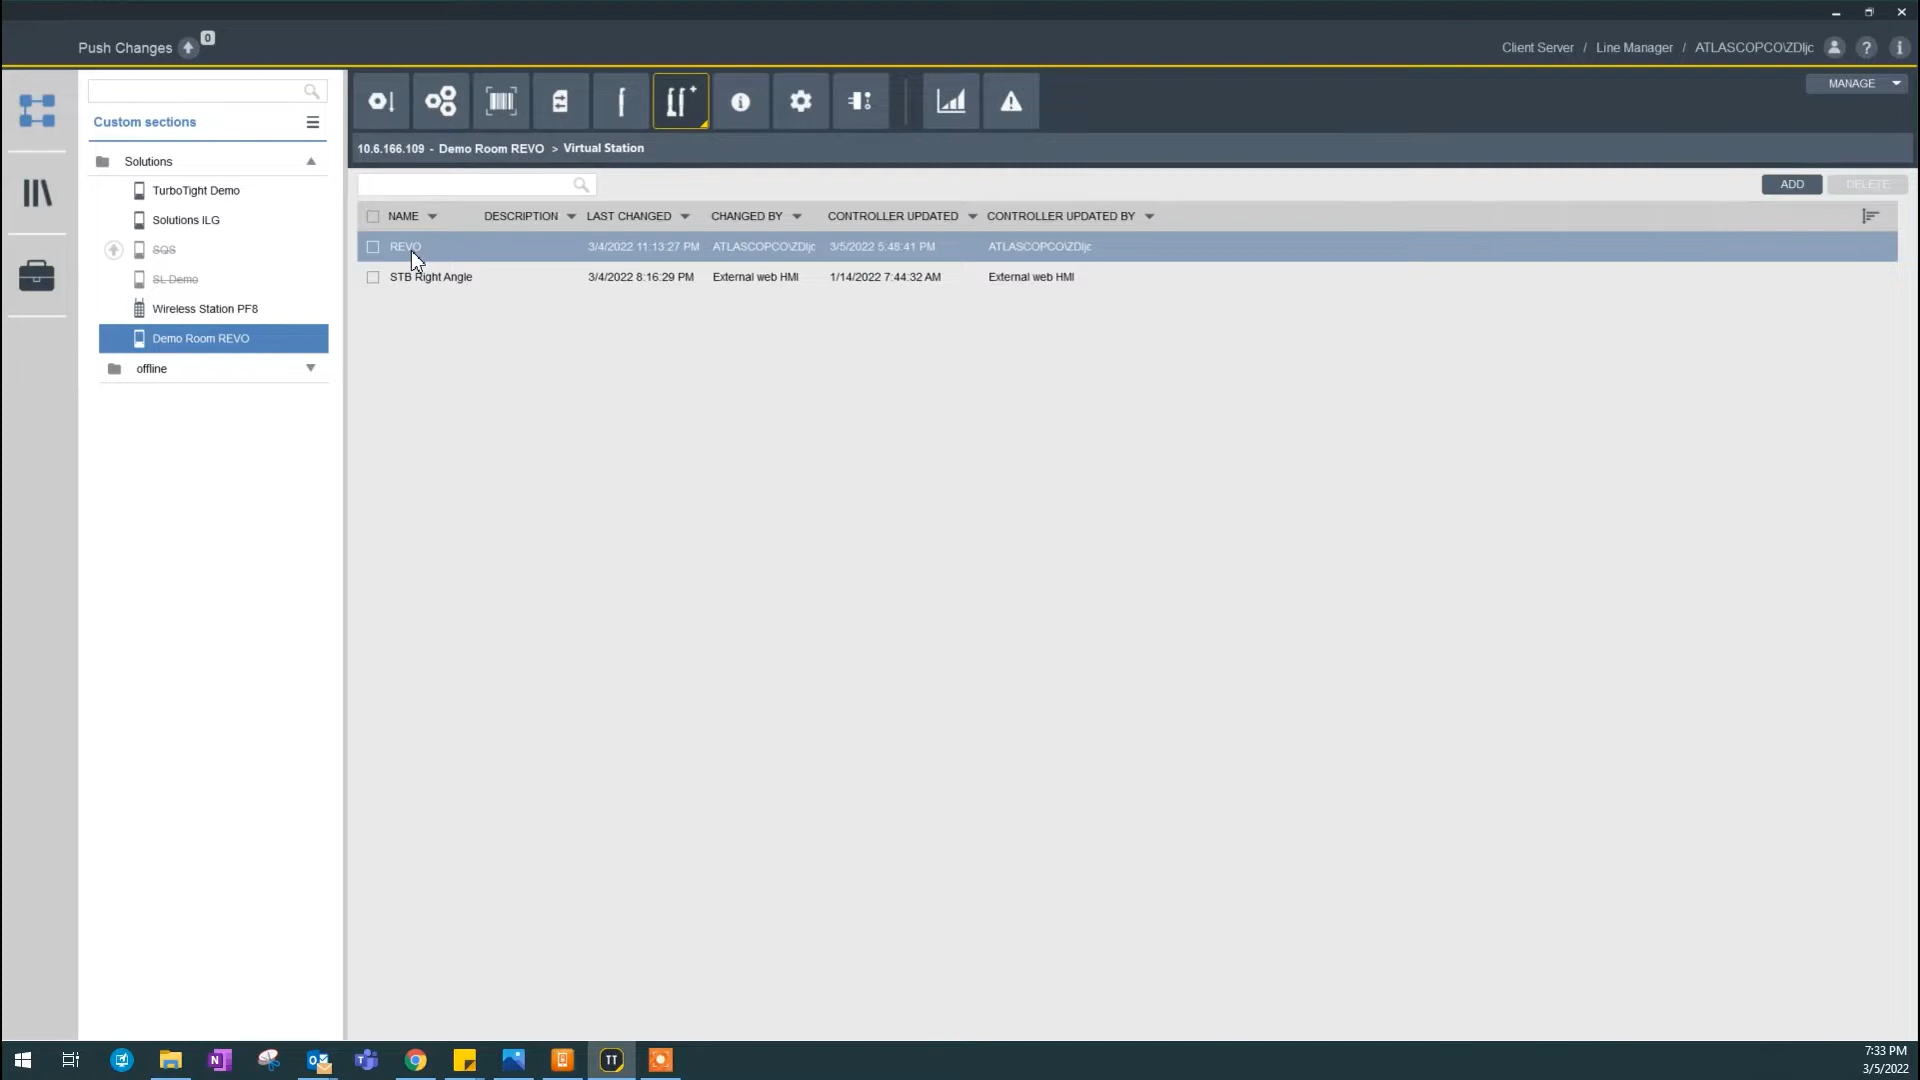 Push Changes 0
Client Server / Line Manager / ATLASCOPCO\ZDljc ? i
MANAGE
Custom sections
10.6.166.109 - Demo Room REVO > Virtual Station
Solutions
TurboTight Demo
Solutions ILG
SQS
SL Demo
Wireless Station PF8
Demo Room REVO
offline
ADD DELETE
NAME DESCRIPTION LAST CHANGED CHANGED BY CONTROLLER UPDATED CONTROLLER UPDATED BY
REVO 3/4/2022 11:13:27 PM ATLASCOPCO\ZDljc 3/5/2022 5:48:41 PM ATLASCOPCO\ZDljc
STB Right Angle 3/4/2022 8:16:29 PM External web HMI 1/14/2022 7:44:32 AM External web HMI
TT
7:33 PM
3/5/2022